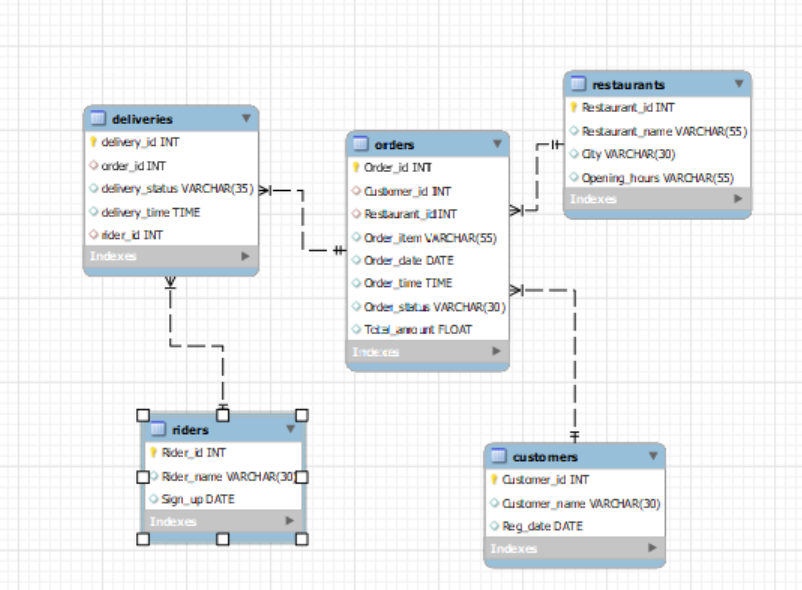 deliveries
delivery_id INT
order_id INT
delivery_status VARCHAR(35)
delivery_time TIME
rider_id INT
Indexes
orders
Order_id INT
Customer_id INT
Restaurant_id INT
Order_item VARCHAR(55)
Order_date DATE
Order_time TIME
Order_status VARCHAR(30)
Total_amount FLOAT
Indexes
restaurants
Restaurant_id INT
Restaurant_name VARCHAR(55)
City VARCHAR(30)
Opening_hours VARCHAR(55)
Indexes
riders
Rider_id INT
Rider_name VARCHAR(30)
Sign_up DATE
Indexes
customers
Customer_id INT
Customer_name VARCHAR(30)
Reg_date DATE
Indexes